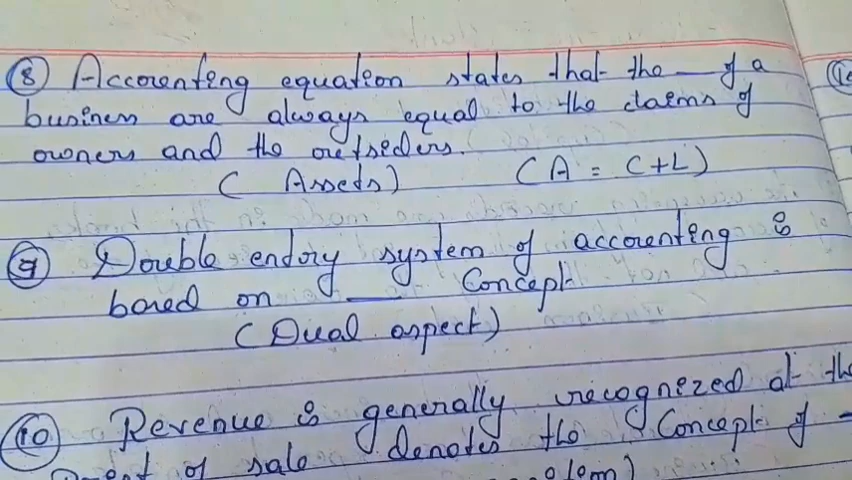 (8) Accounting equation states that the ___ of a
business are always equal to the claims of
owners and the outsiders.
( Assets) ( A = C+L )
(9) Double entry system of accounting is
based on ___ Concept
( Dual aspect)
(10) Revenue is generally recognized at the
of sale denotes the Concept of -